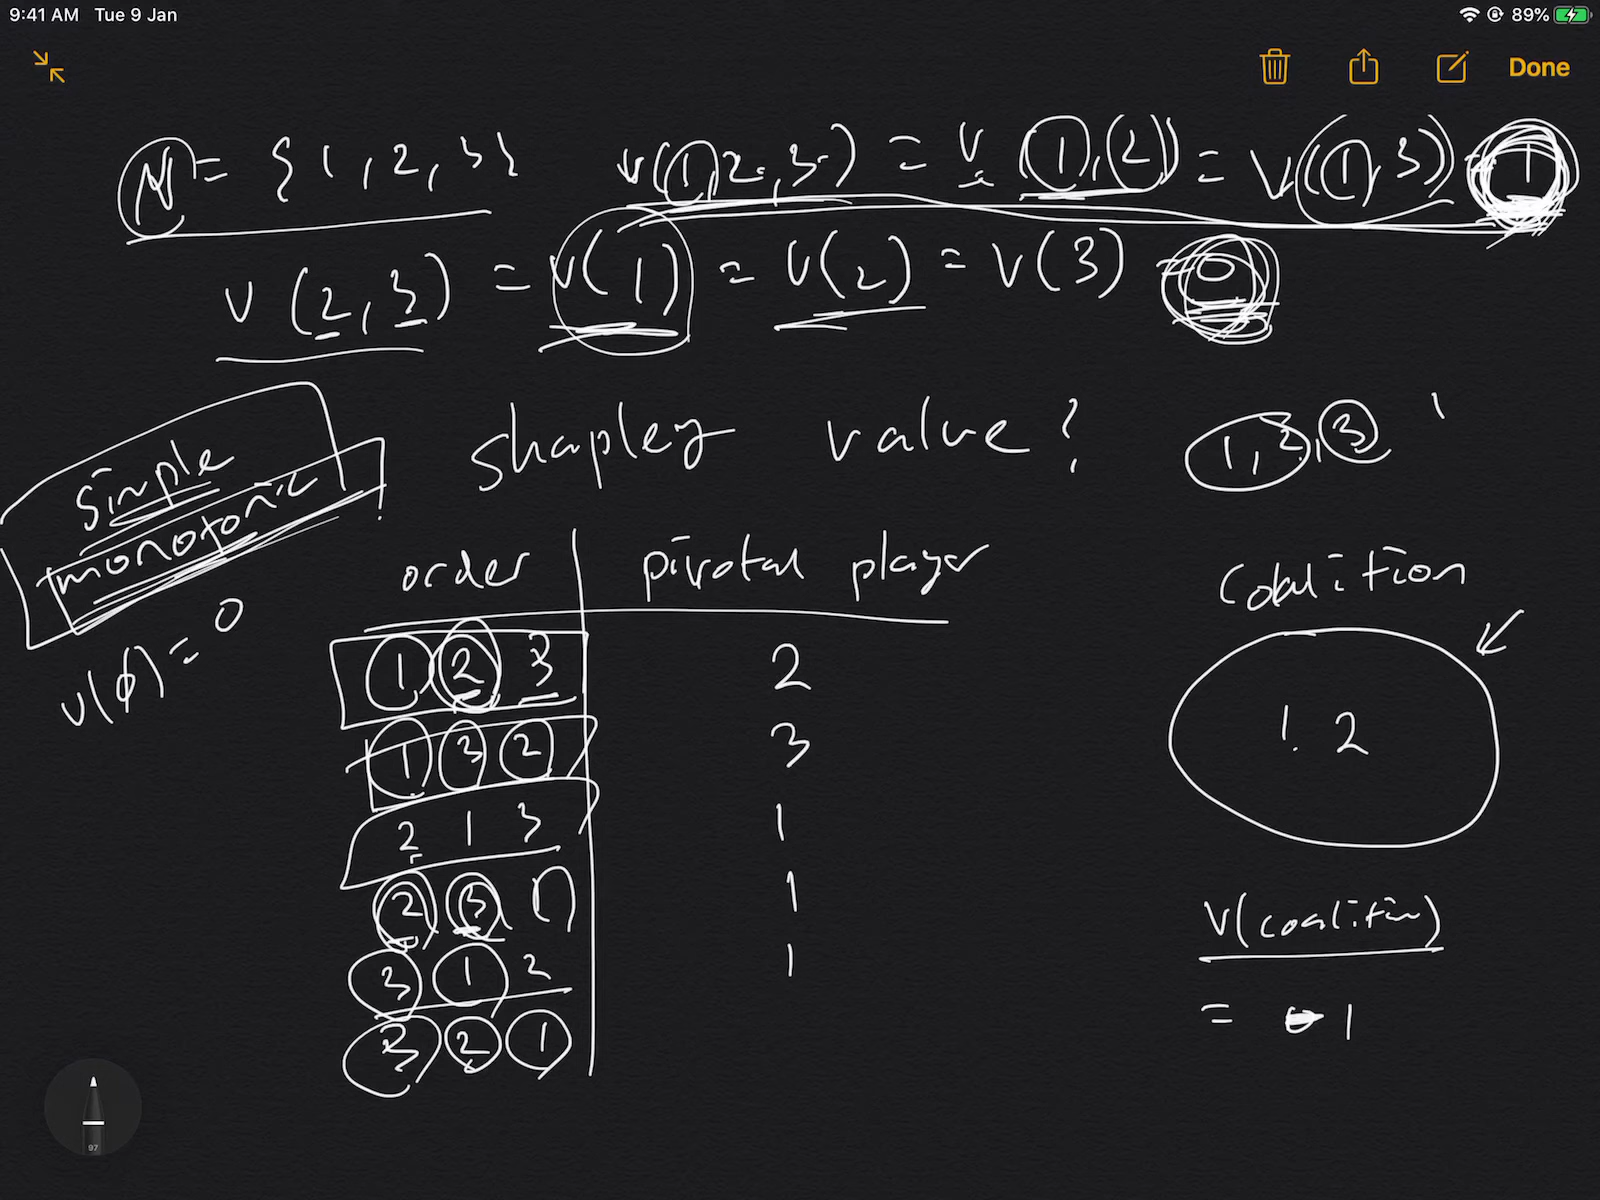 9:41 AM Tue 9 Jan 89%
Done
N = {1, 2, 3} v(1, 2, 3) = v(1, 2) = v(1, 3) = 1
v(2, 3) = v(1) = v(2) = v(3) = 0
simple
monotonic!
v(ϕ) = 0
shapley value? 1, 2, 3
order pivotal player
1 2 3 2
1 3 2 3
2 1 3 1
2 3 1 1
3 1 2 1
3 2 1
coalition
1. 2
v(coalition)
= 1
97